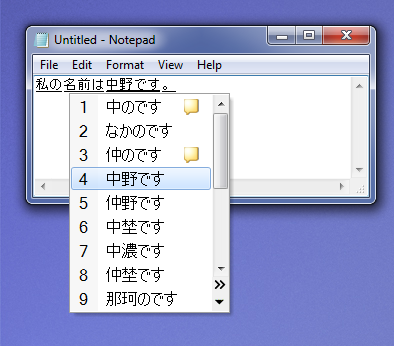 Untitled - Notepad
File Edit Format View Help
私の名前は中野です。
1 中のです
2 なかのです
3 仲のです
4 中野です
5 仲野です
6 中埜です
7 中濃です
8 仲埜です
9 那珂のです